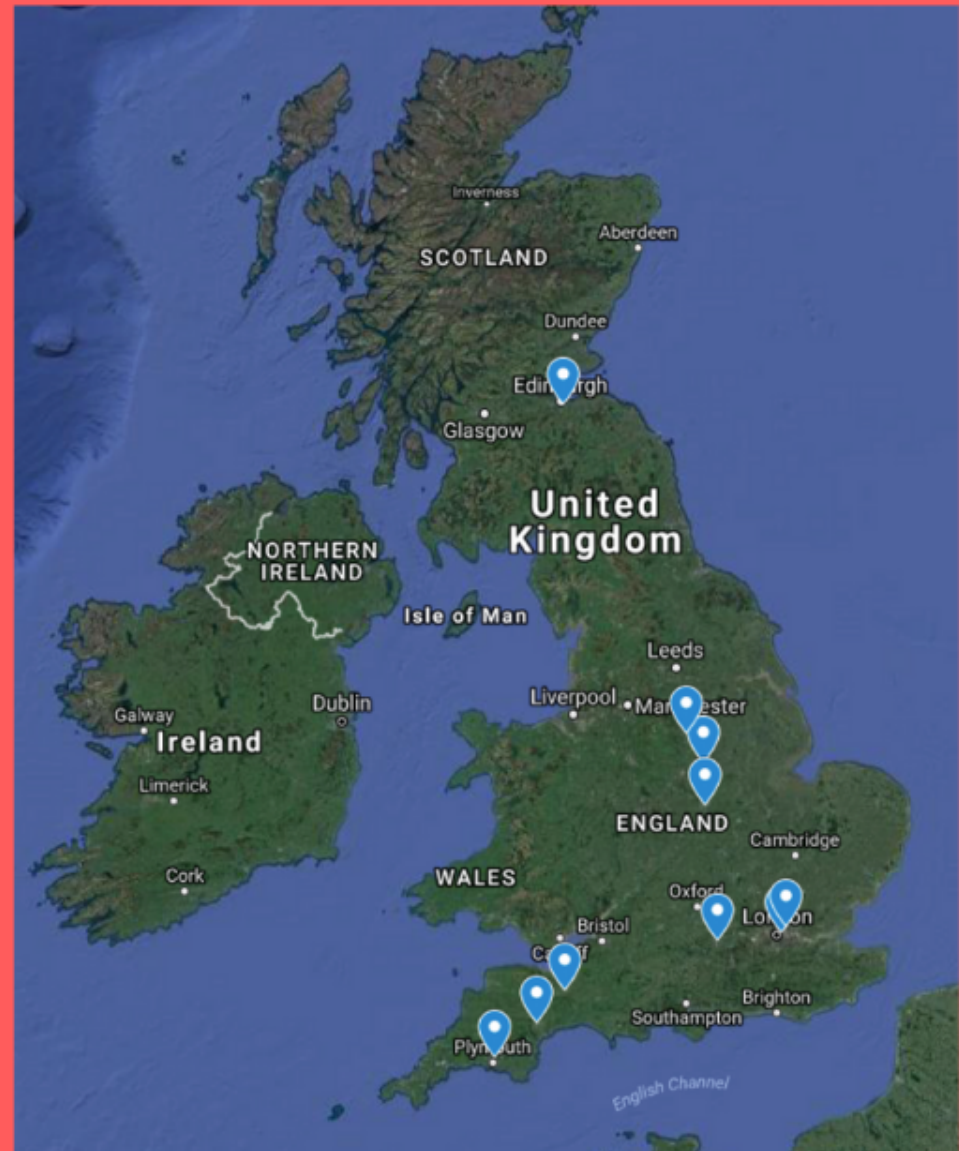 Inverness
Aberdeen
SCOTLAND
Dundee
Glasgow
United
Kingdom
NORTHERN
IRELAND
Isle of Man
Leeds
Liverpool
Dublin
Galway
Ireland
Limerick
ENGLAND
Cambridge
Cork
WALES
Oxford
Bristol
Brighton
Southampton
English Channel